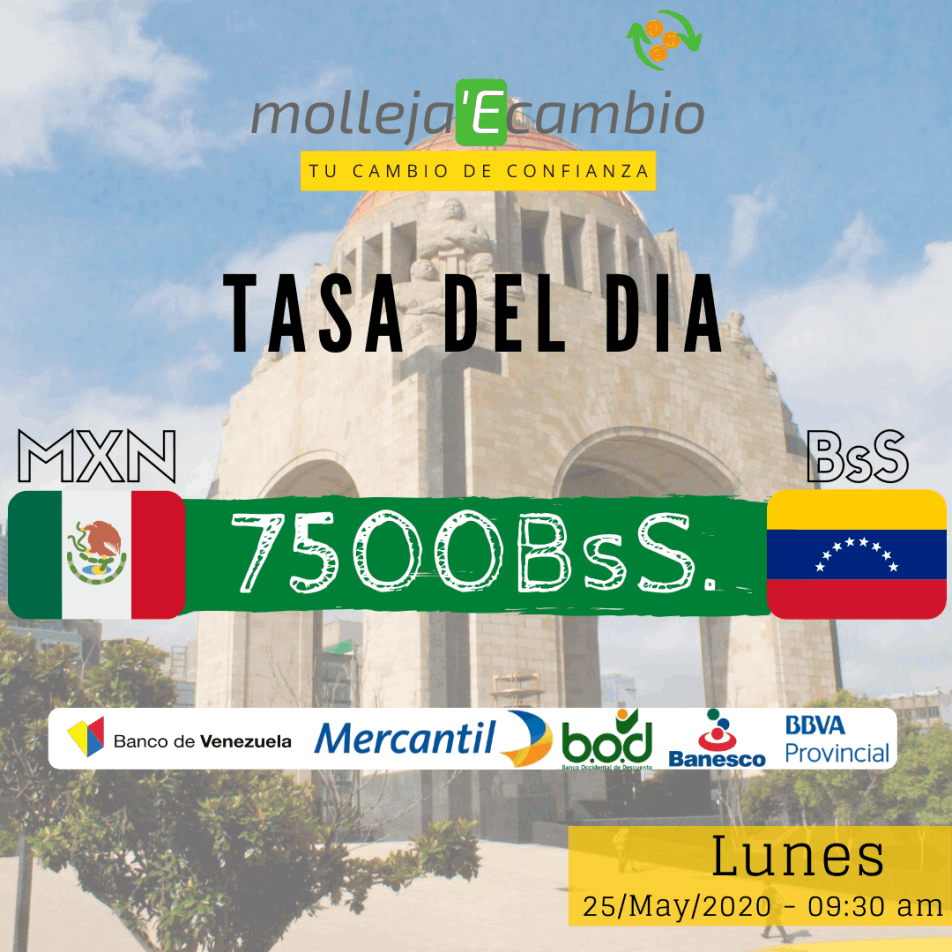 molleja'Ecambio
TU CAMBIO DE CONFIANZA
TASA DEL DIA
MXN
BsS
7500BsS.
Banco de Venezuela
Mercantil
b.o.d
Banco Occidental de Descuento
Banesco
BBVA
Provincial
Lunes
25/May/2020 - 09:30 am